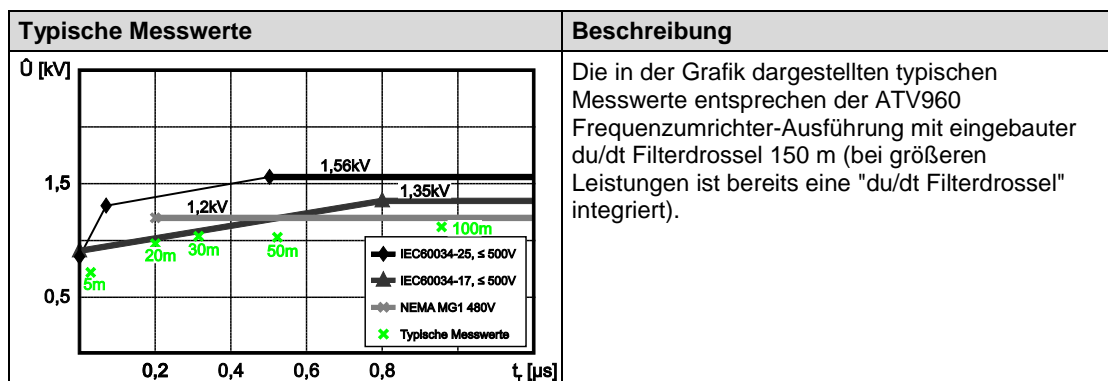 Typische Messwerte
Beschreibung
Û [kV]
1,56kV
1,5
1,35kV
1,2kV
100m
20m
30m
50m
5m
0,5
IEC60034-25, ≤ 500V
IEC60034-17, ≤ 500V
NEMA MG1 480V
Typische Messwerte
0,2
0,4
0,6
0,8
tr [µs]
Die in der Grafik dargestellten typischen
Messwerte entsprechen der ATV960
Frequenzumrichter-Ausführung mit eingebauter
du/dt Filterdrossel 150 m (bei größeren
Leistungen ist bereits eine "du/dt Filterdrossel"
integriert).